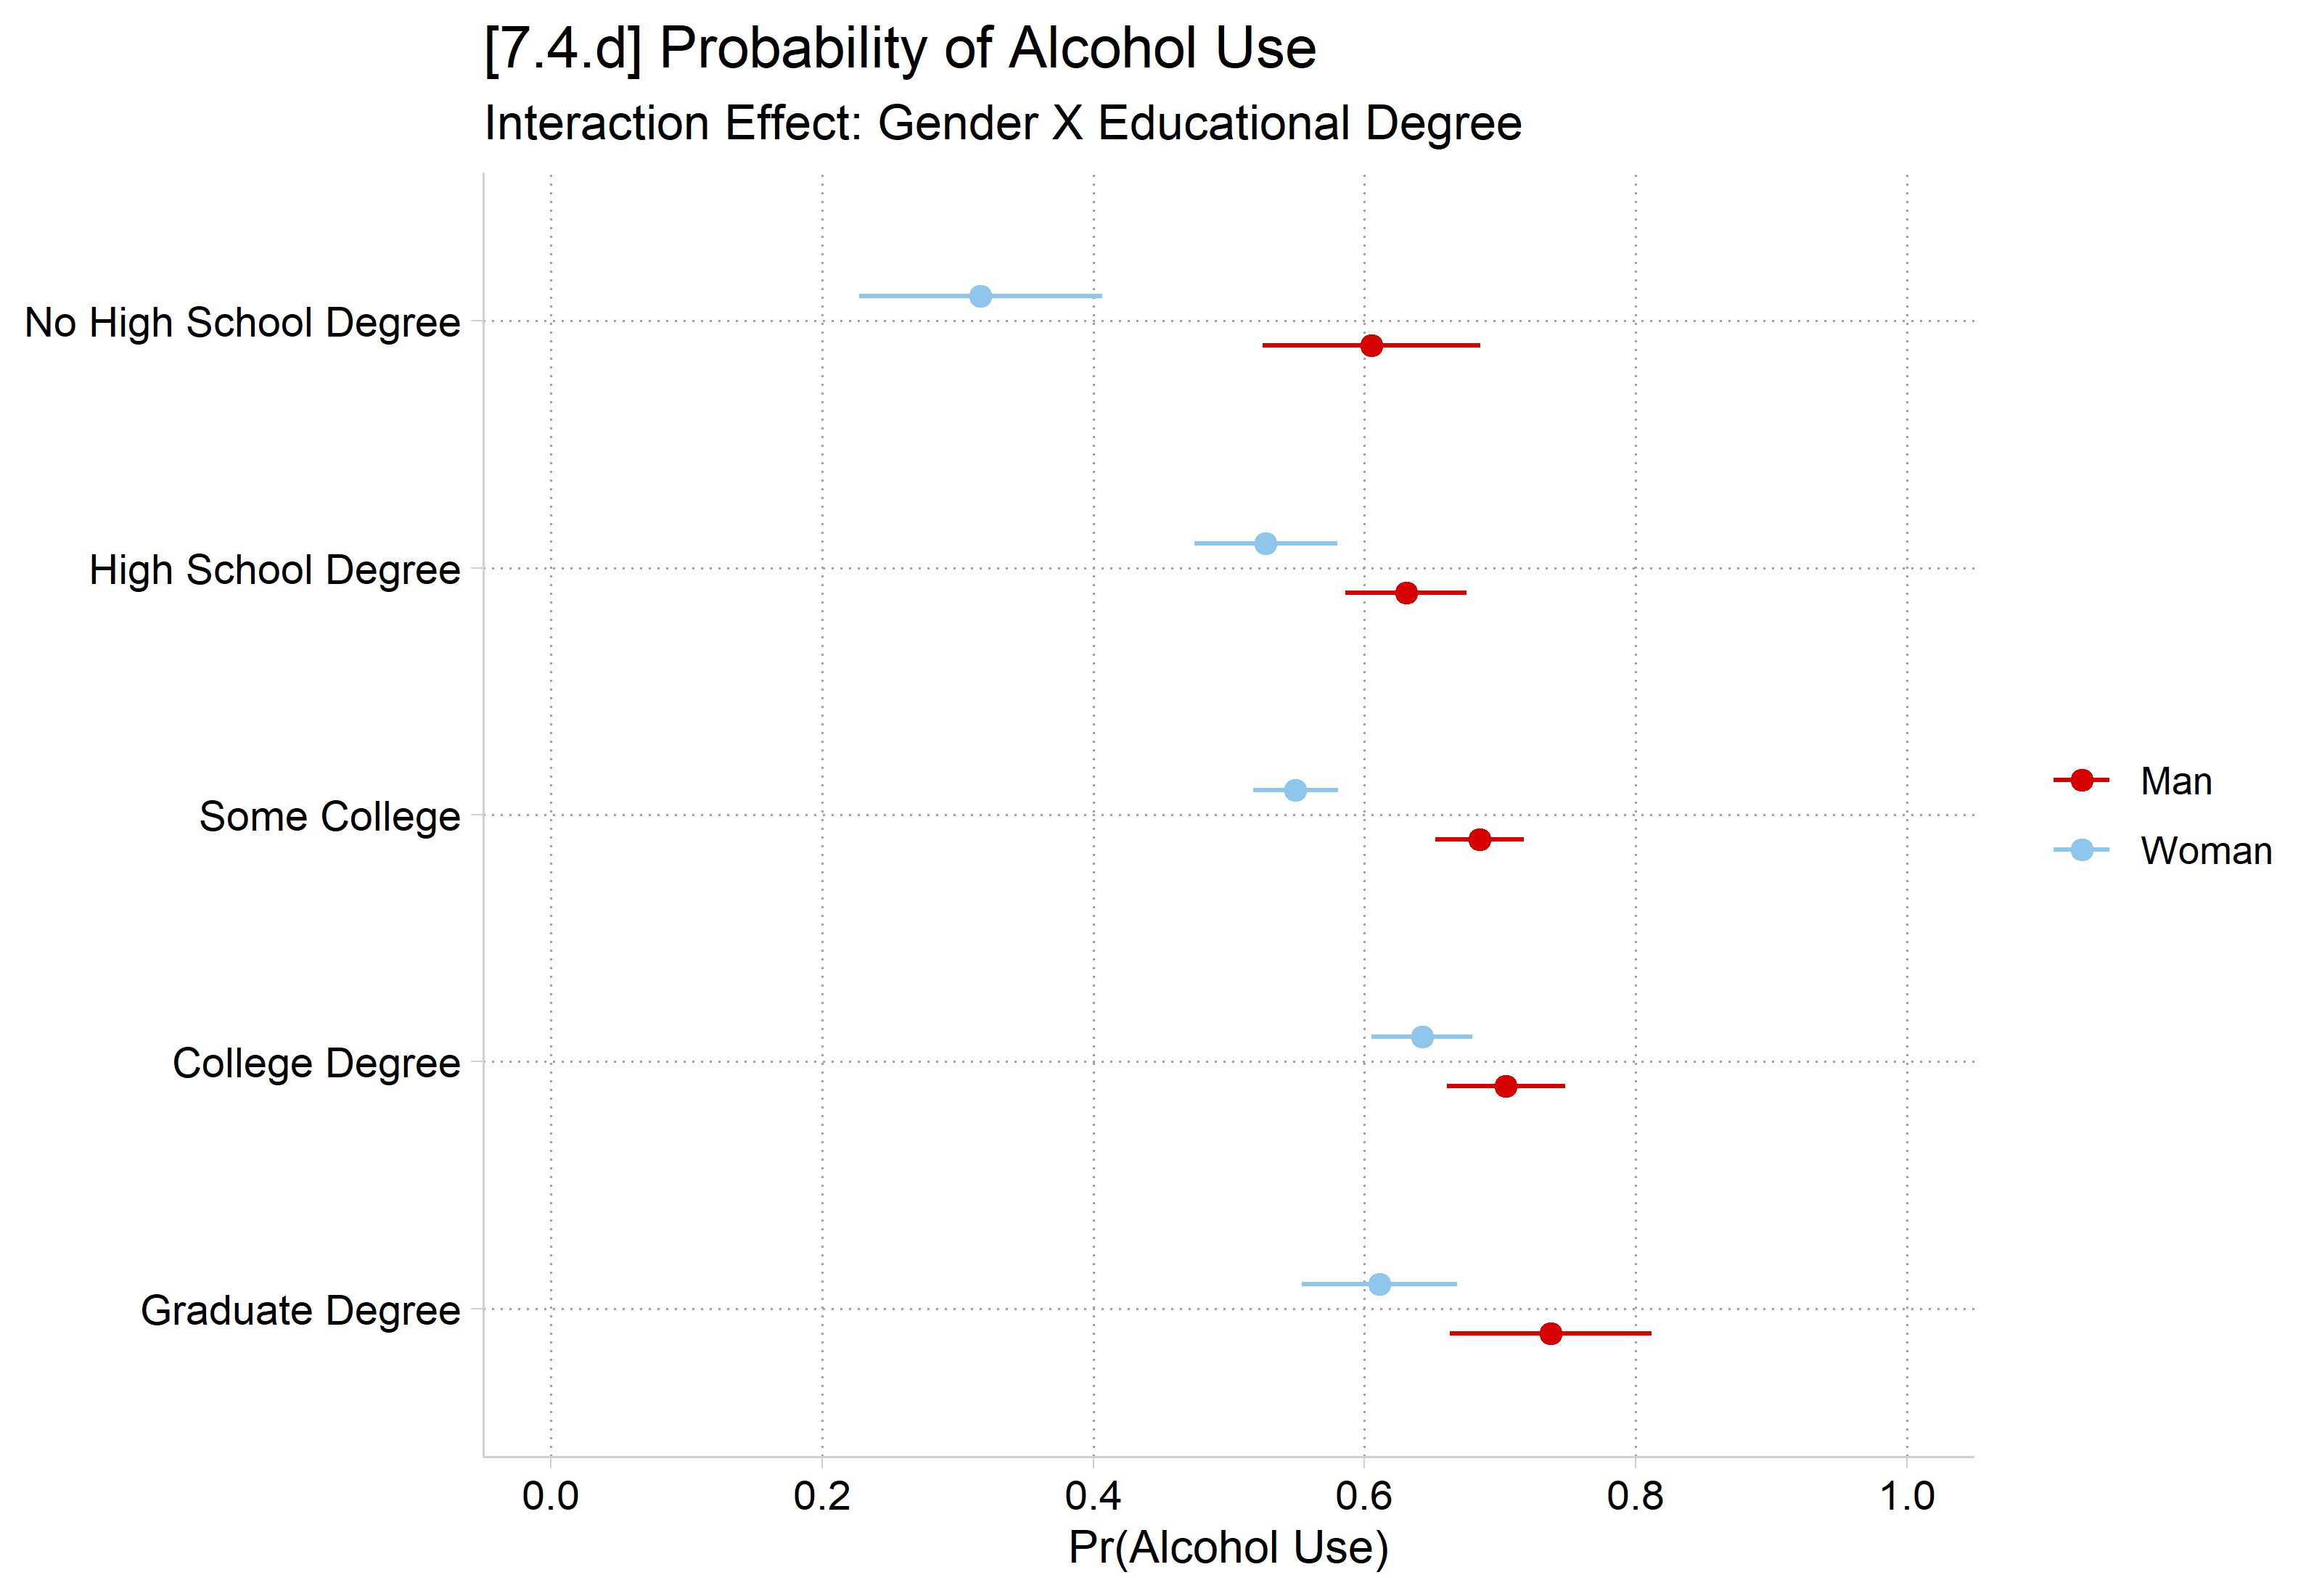 [7.4.d] Probability of Alcohol Use
Interaction Effect: Gender X Educational Degree
No High School Degree
High School Degree
Some College
College Degree
Graduate Degree
Man
Woman
0.0 0.2 0.4 0.6 0.8 1.0
Pr(Alcohol Use)